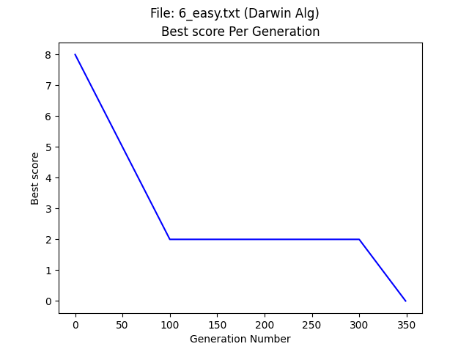 File: 6_easy.txt (Darwin Alg)
Best score Per Generation
8
7
6
5
4
3
2
1
0
Best score
0 50 100 150 200 250 300 350
Generation Number